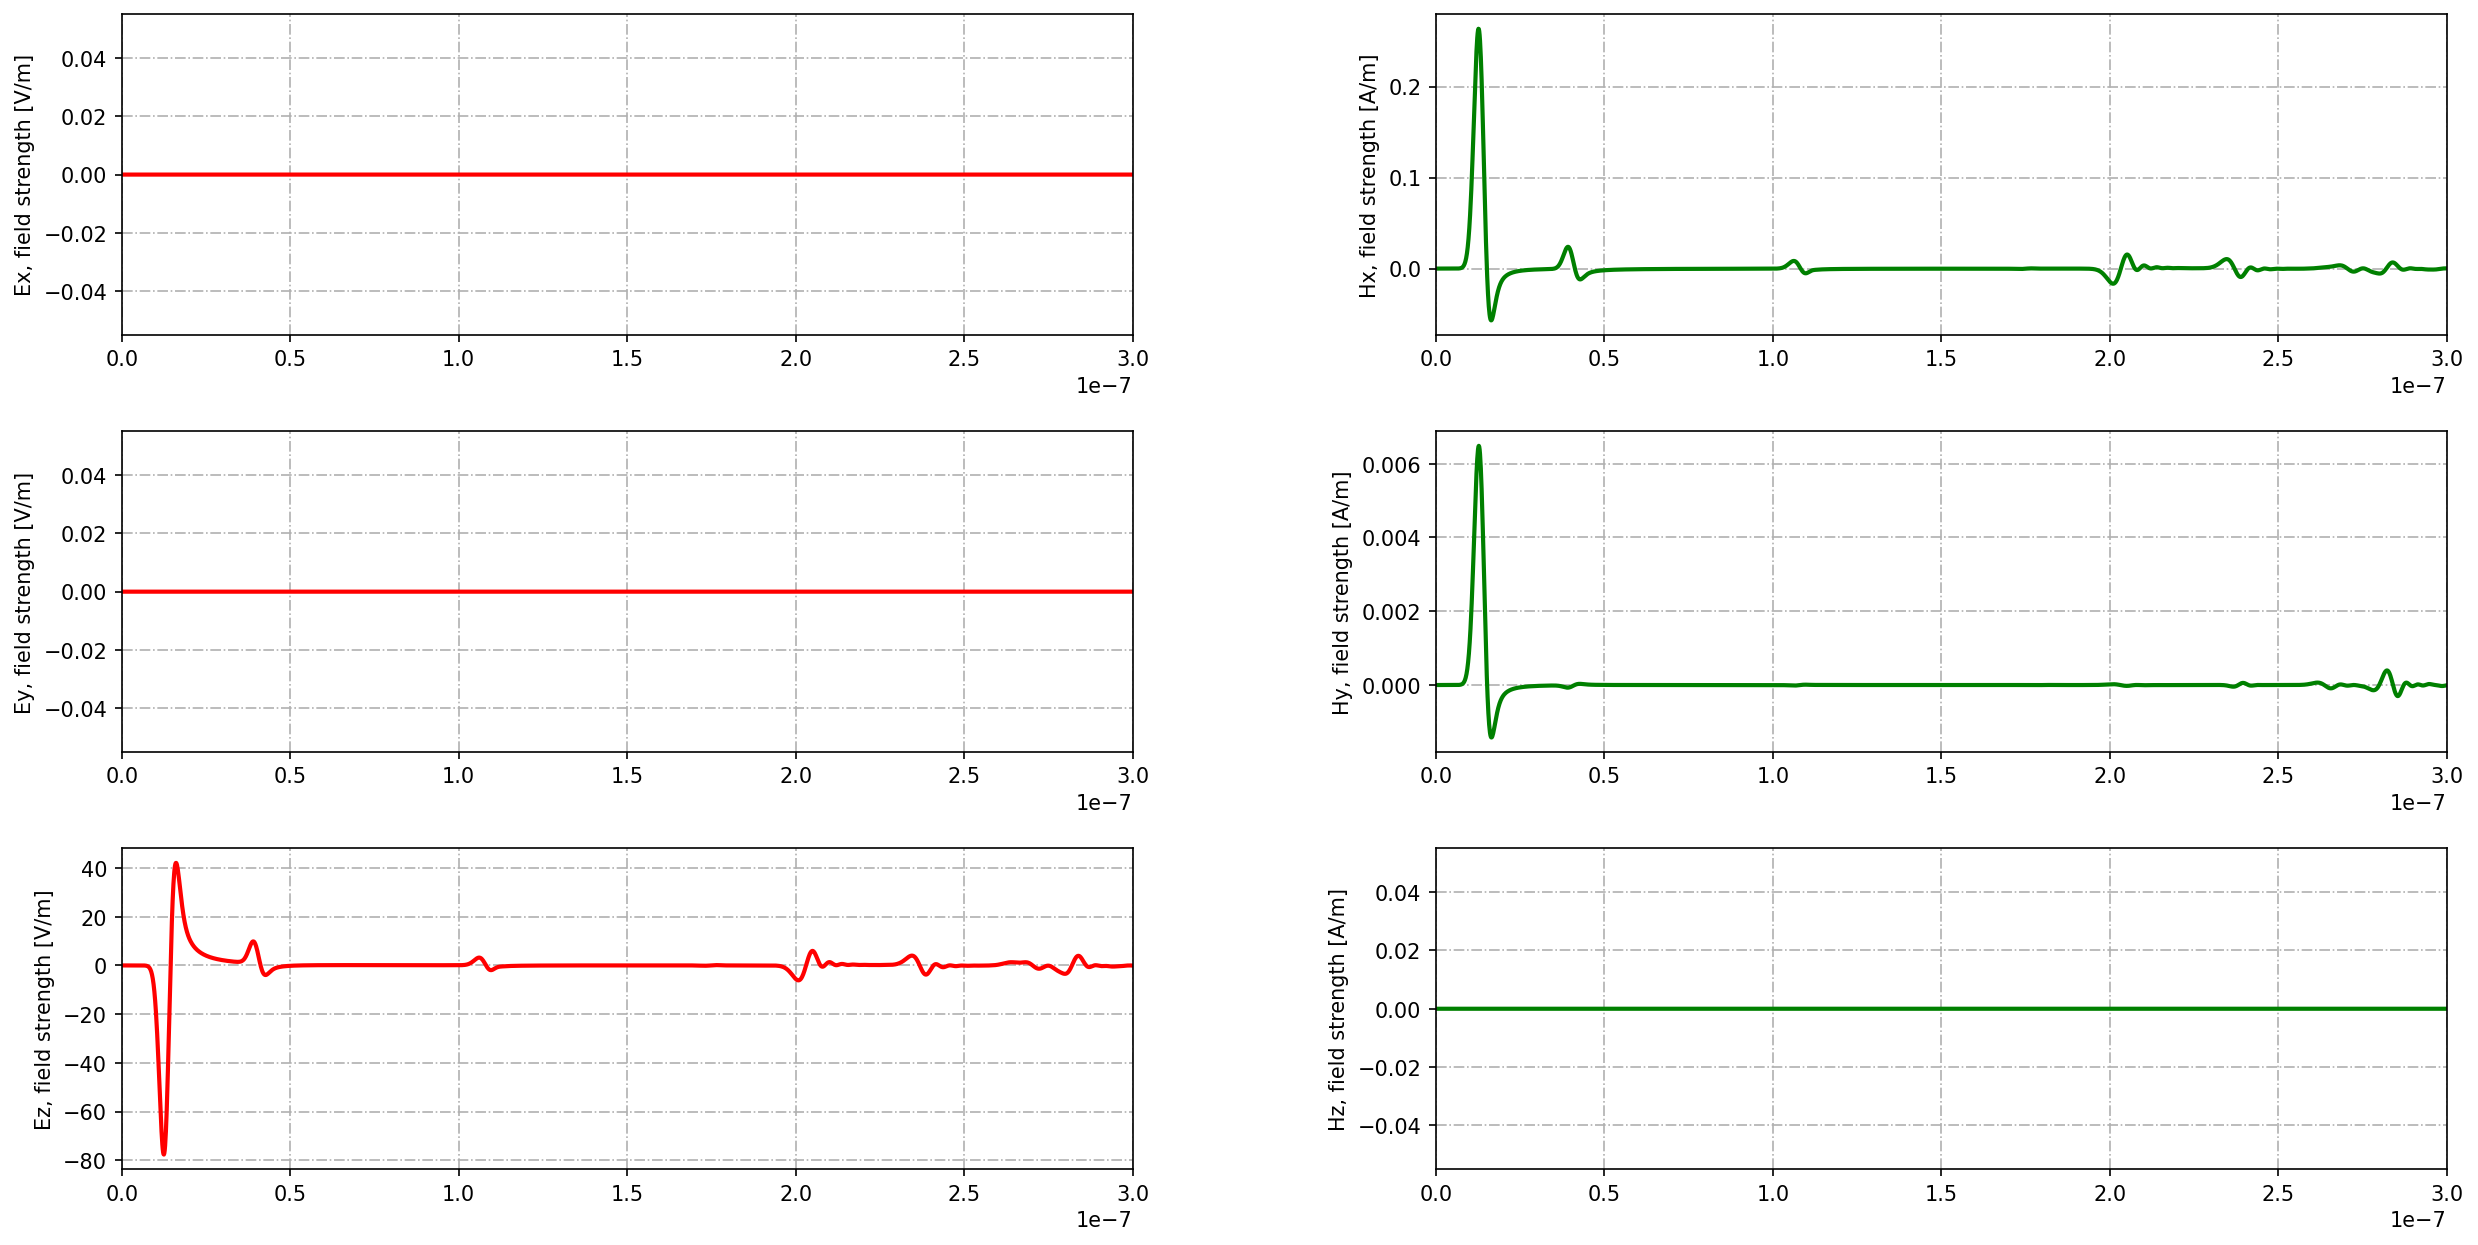 Ex, field strength [V/m]
0.04
0.02
0.00
−0.02
−0.04
0.0 0.5 1.0 1.5 2.0 2.5 3.0
1e−7
Hx, field strength [A/m]
0.2
0.1
0.0
0.0 0.5 1.0 1.5 2.0 2.5 3.0
1e−7
Ey, field strength [V/m]
0.04
0.02
0.00
−0.02
−0.04
0.0 0.5 1.0 1.5 2.0 2.5 3.0
1e−7
Hy, field strength [A/m]
0.006
0.004
0.002
0.000
0.0 0.5 1.0 1.5 2.0 2.5 3.0
1e−7
Ez, field strength [V/m]
40
20
0
−20
−40
−60
−80
0.0 0.5 1.0 1.5 2.0 2.5 3.0
1e−7
Hz, field strength [A/m]
0.04
0.02
0.00
−0.02
−0.04
0.0 0.5 1.0 1.5 2.0 2.5 3.0
1e−7